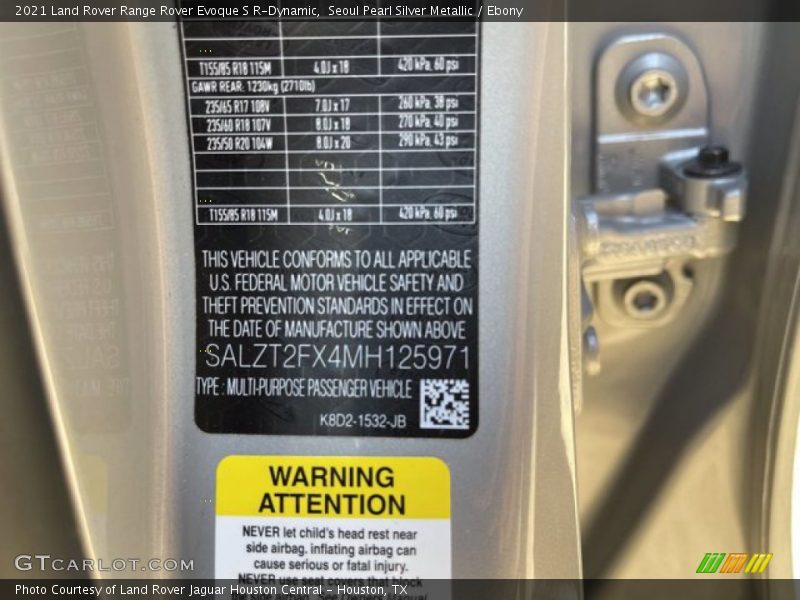 2021 Land Rover Range Rover Evoque S R-Dynamic, Seoul Pearl Silver Metallic / Ebony
T155/85 R18 115M 4.0J x 18 420 kPa, 60 psi
GAWR REAR: 1230kg (2710lb)
235/65 R17 108V 7.0J x 17 260 kPa, 38 psi
235/60 R18 107V 8.0J x 18 270 kPa, 40 psi
235/50 R20 104W 8.0J x 20 290 kPa, 43 psi
T155/85 R18 115M 4.0J x 18 420 kPa, 60 psi
THIS VEHICLE CONFORMS TO ALL APPLICABLE
U.S. FEDERAL MOTOR VEHICLE SAFETY AND
THEFT PREVENTION STANDARDS IN EFFECT ON
THE DATE OF MANUFACTURE SHOWN ABOVE
SALZT2FX4MH125971
TYPE: MULTI-PURPOSE PASSENGER VEHICLE
K8D2-1532-JB
WARNING
ATTENTION
NEVER let child's head rest near
side airbag. inflating airbag can
cause serious or fatal injury.
NEVER use seat covers that block
GTCARLOT.COM
Photo Courtesy of Land Rover Jaguar Houston Central - Houston, TX